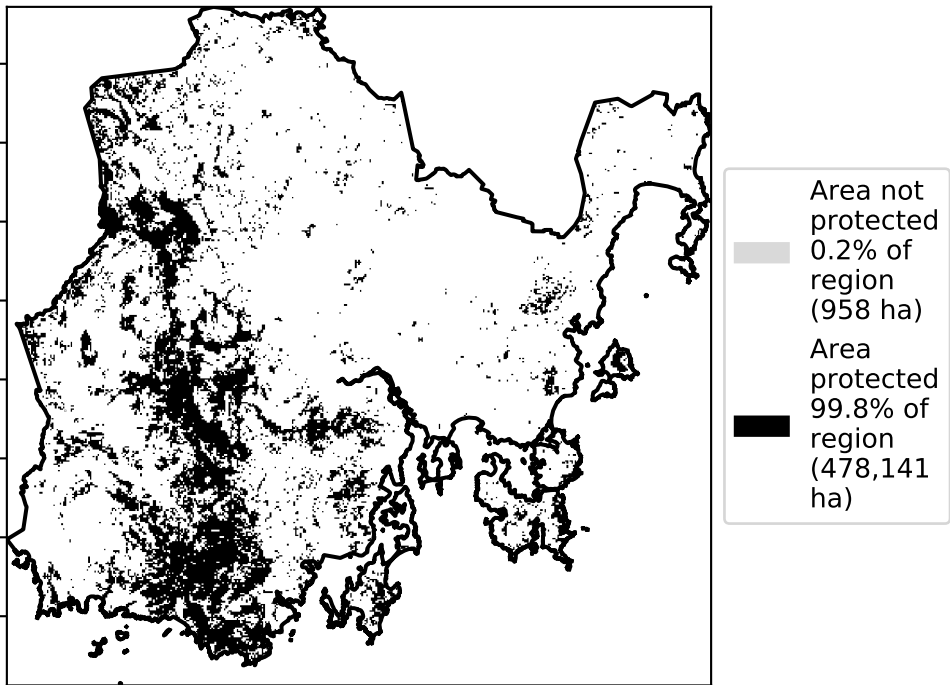 Area not
protected
0.2% of
region
(958 ha)
Area
protected
99.8% of
region
(478,141
ha)